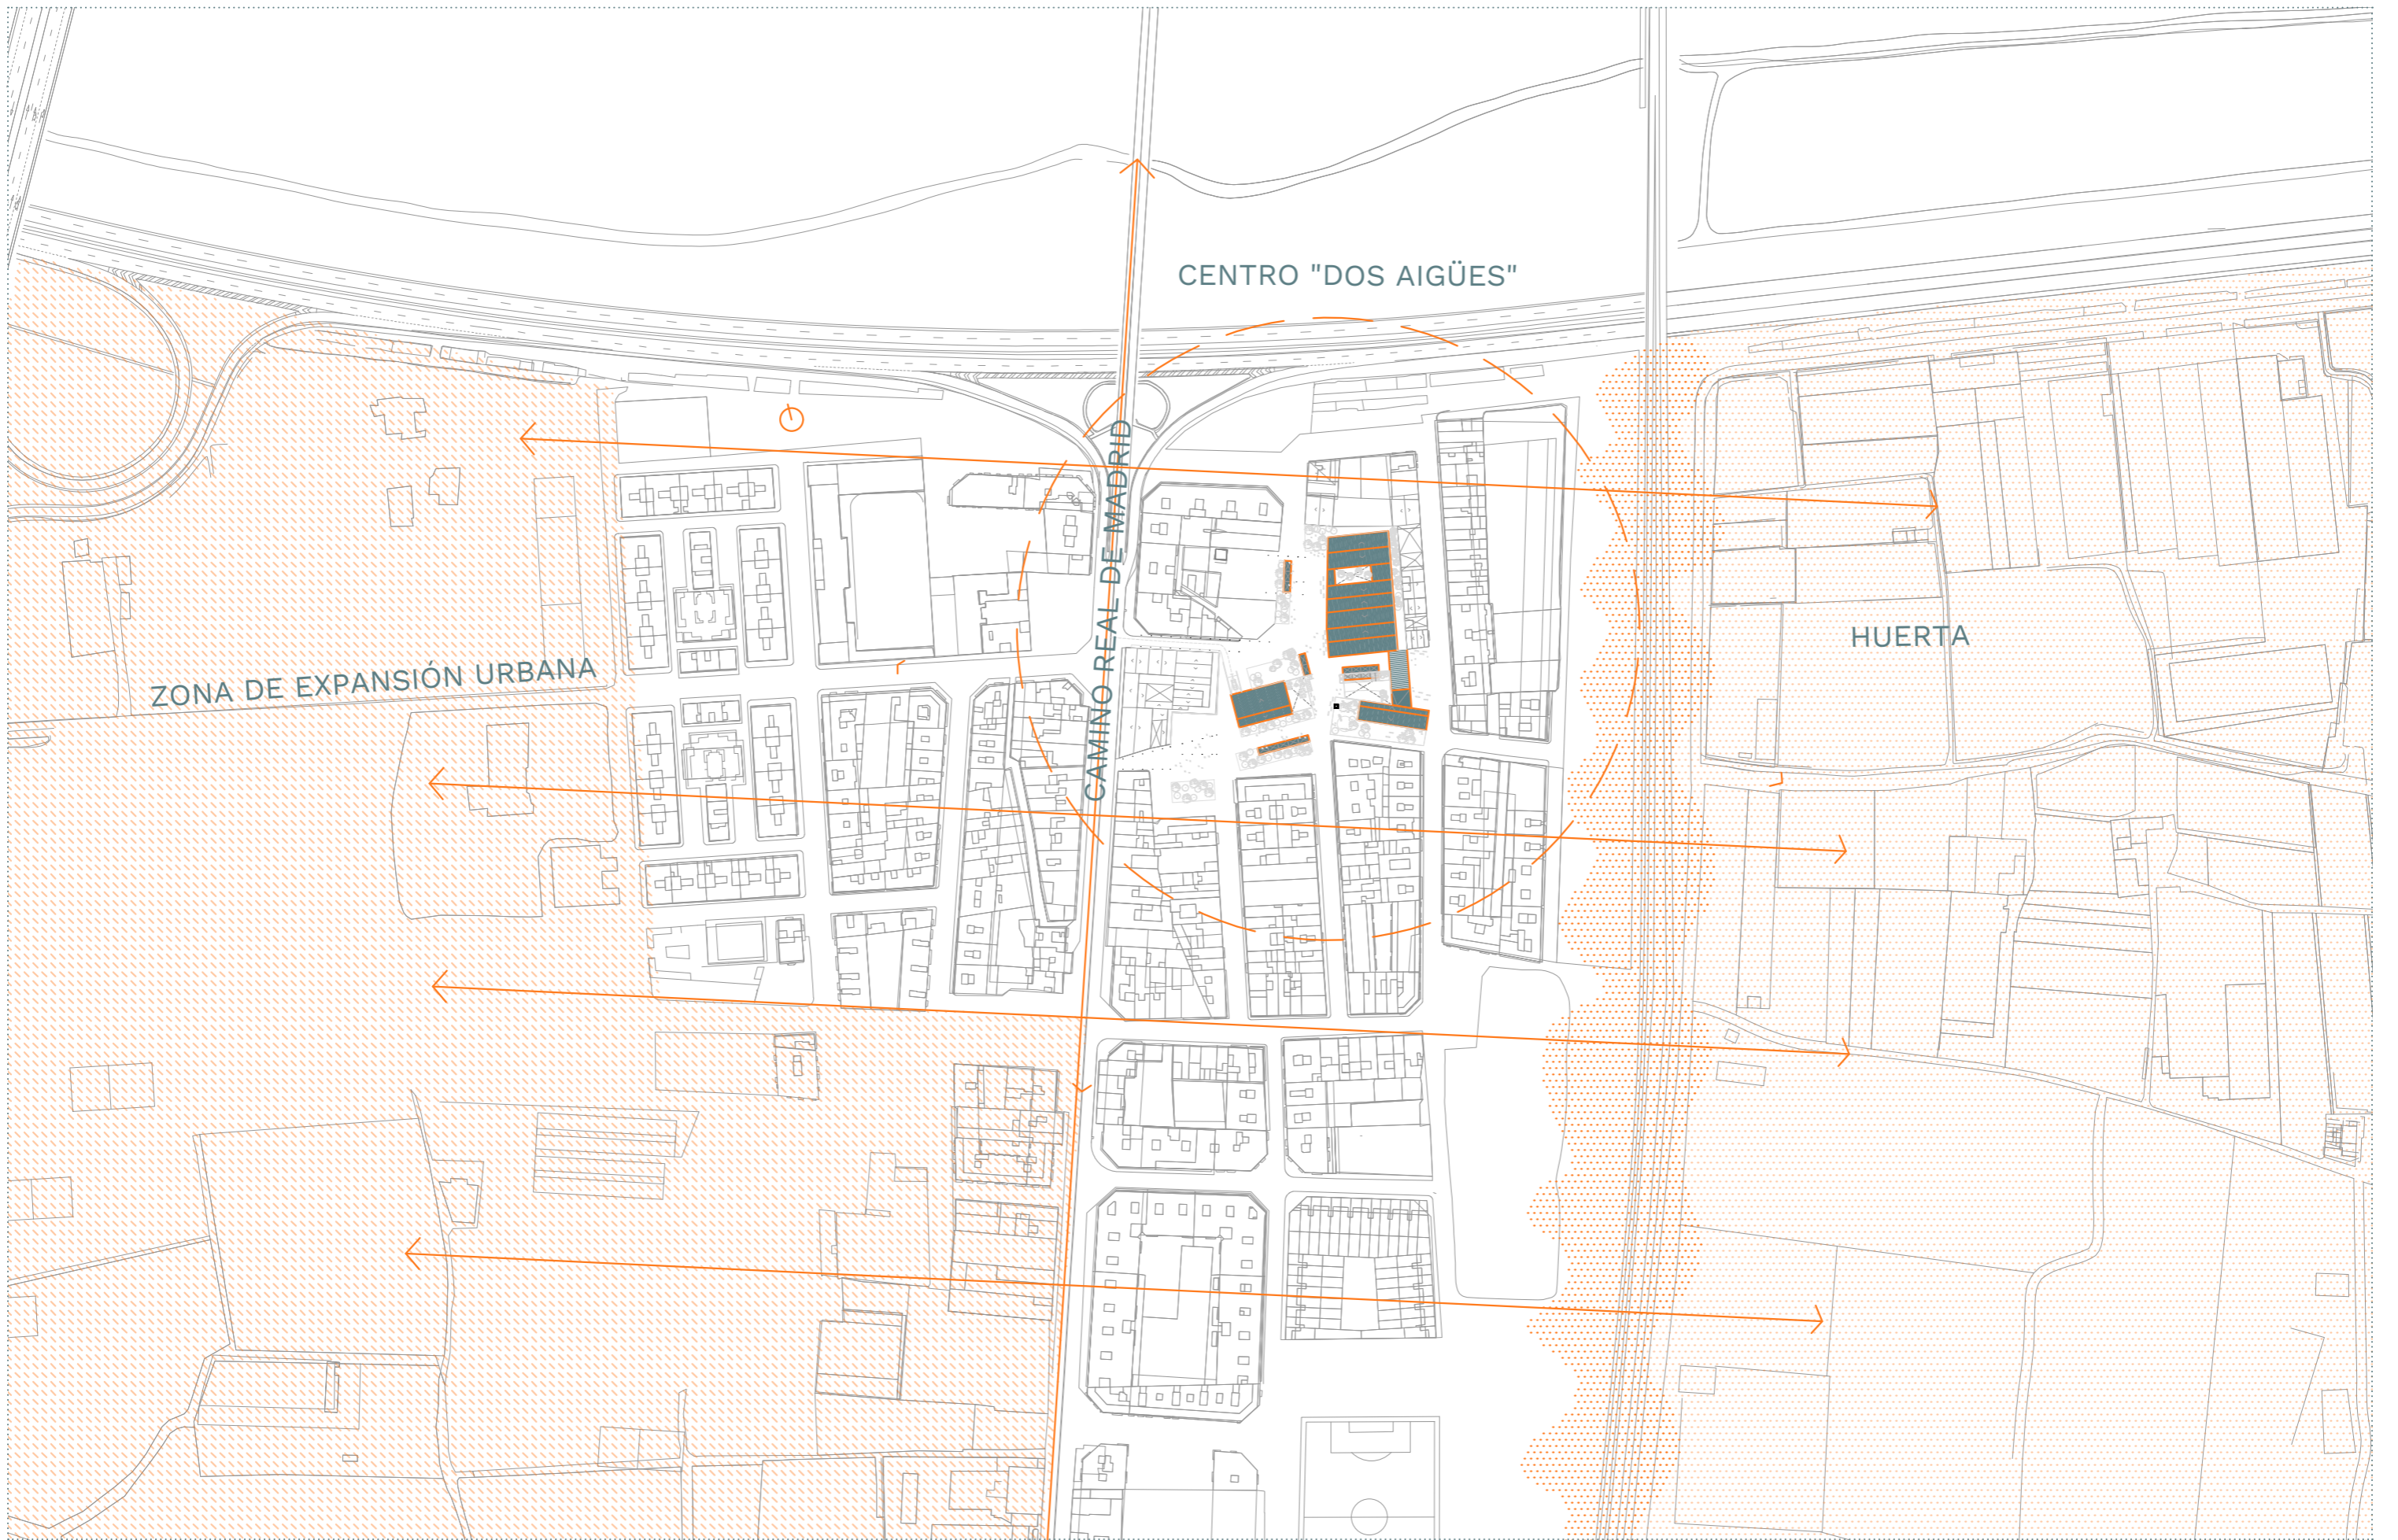 CENTRO "DOS AIGÜES"
CAMINO REAL DE MADRID
HUERTA
ZONA DE EXPANSIÓN URBANA